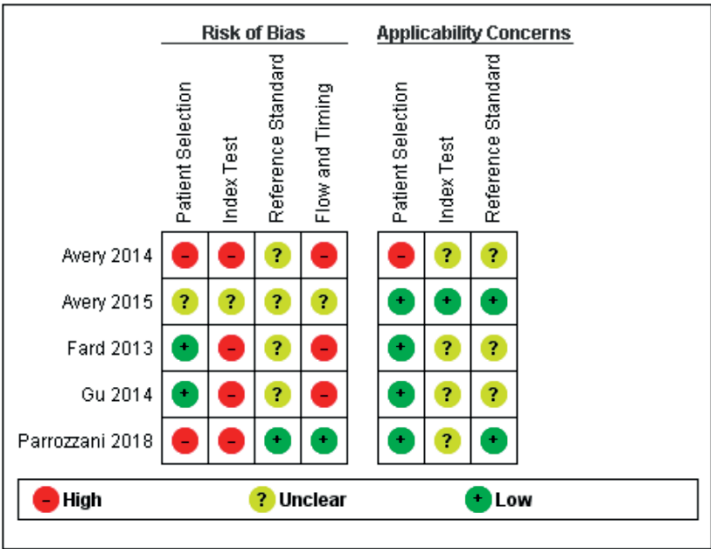 Risk of Bias Applicability Concerns
Patient Selection
Index Test
Reference Standard
Flow and Timing
Patient Selection
Index Test
Reference Standard
Avery 2014 – – ? – – ? ?
Avery 2015 ? ? ? ? + + +
Fard 2013 + – ? – + ? ?
Gu 2014 + – ? – + ? ?
Parrozzani 2018 – – + + + ? +
– High ? Unclear + Low